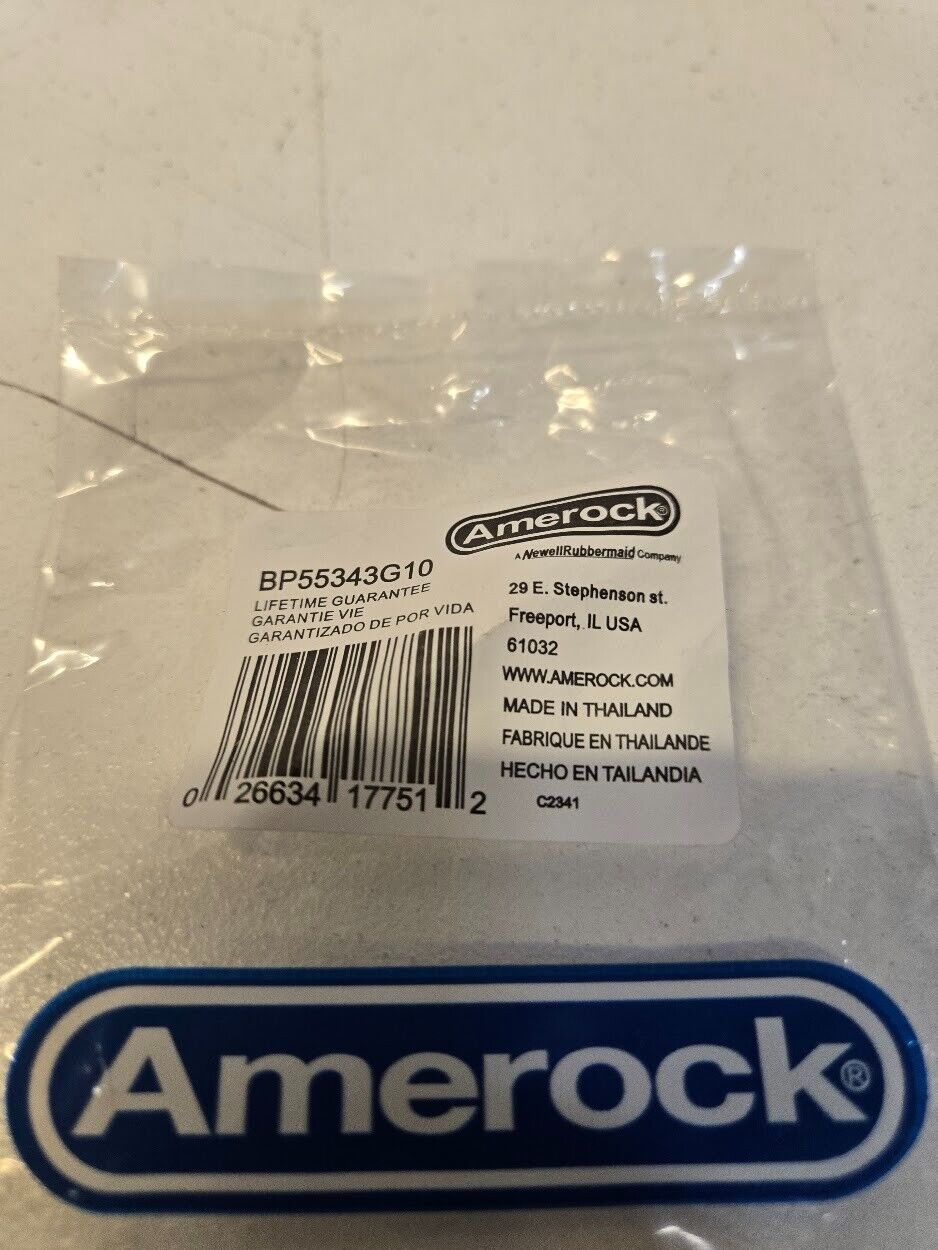 Amerock®
A NewellRubbermaid Company
BP55343G10
LIFETIME GUARANTEE
GARANTIE VIE
GARANTIZADO DE POR VIDA
0 26634 17751 2
29 E. Stephenson st.
Freeport, IL USA
61032
WWW.AMEROCK.COM
MADE IN THAILAND
FABRIQUE EN THAILANDE
HECHO EN TAILANDIA
C2341
Amerock®